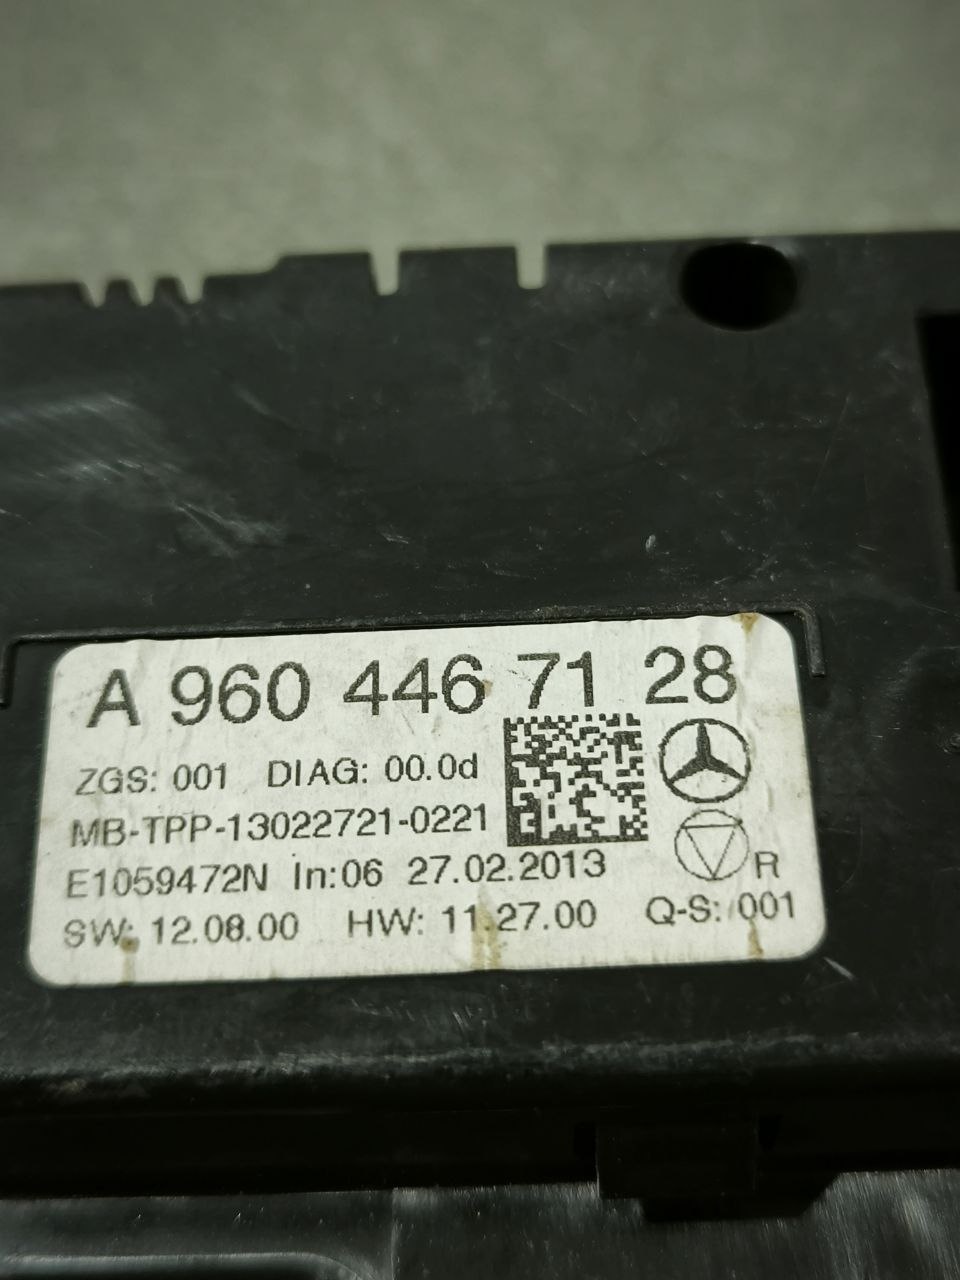 A 960 446 71 28
ZGS: 001 DIAG: 00.0d
MB-TPP-13022721-0221
E1059472N In:06 27.02.2013
R
SW: 12.08.00 HW: 11.27.00 Q-S: 001